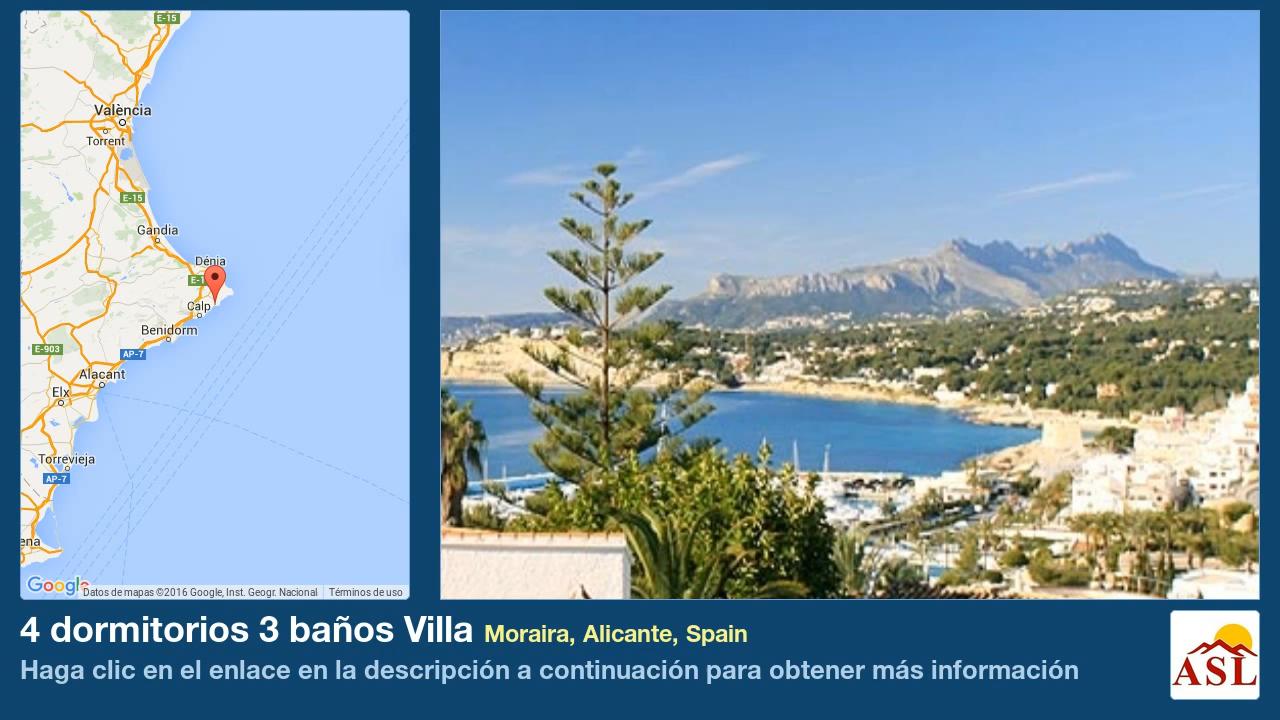 E-15
València
Torrent
E-15
Gandia
Dénia
Calp
Benidorm
E-903
AP-7
Alacant
Elx
Torrevieja
AP-7
Google
Datos de mapas ©2016 Google, Inst. Geogr. Nacional
Términos de uso
4 dormitorios 3 baños Villa Moraira, Alicante, Spain
Haga clic en el enlace en la descripción a continuación para obtener más información
ASL